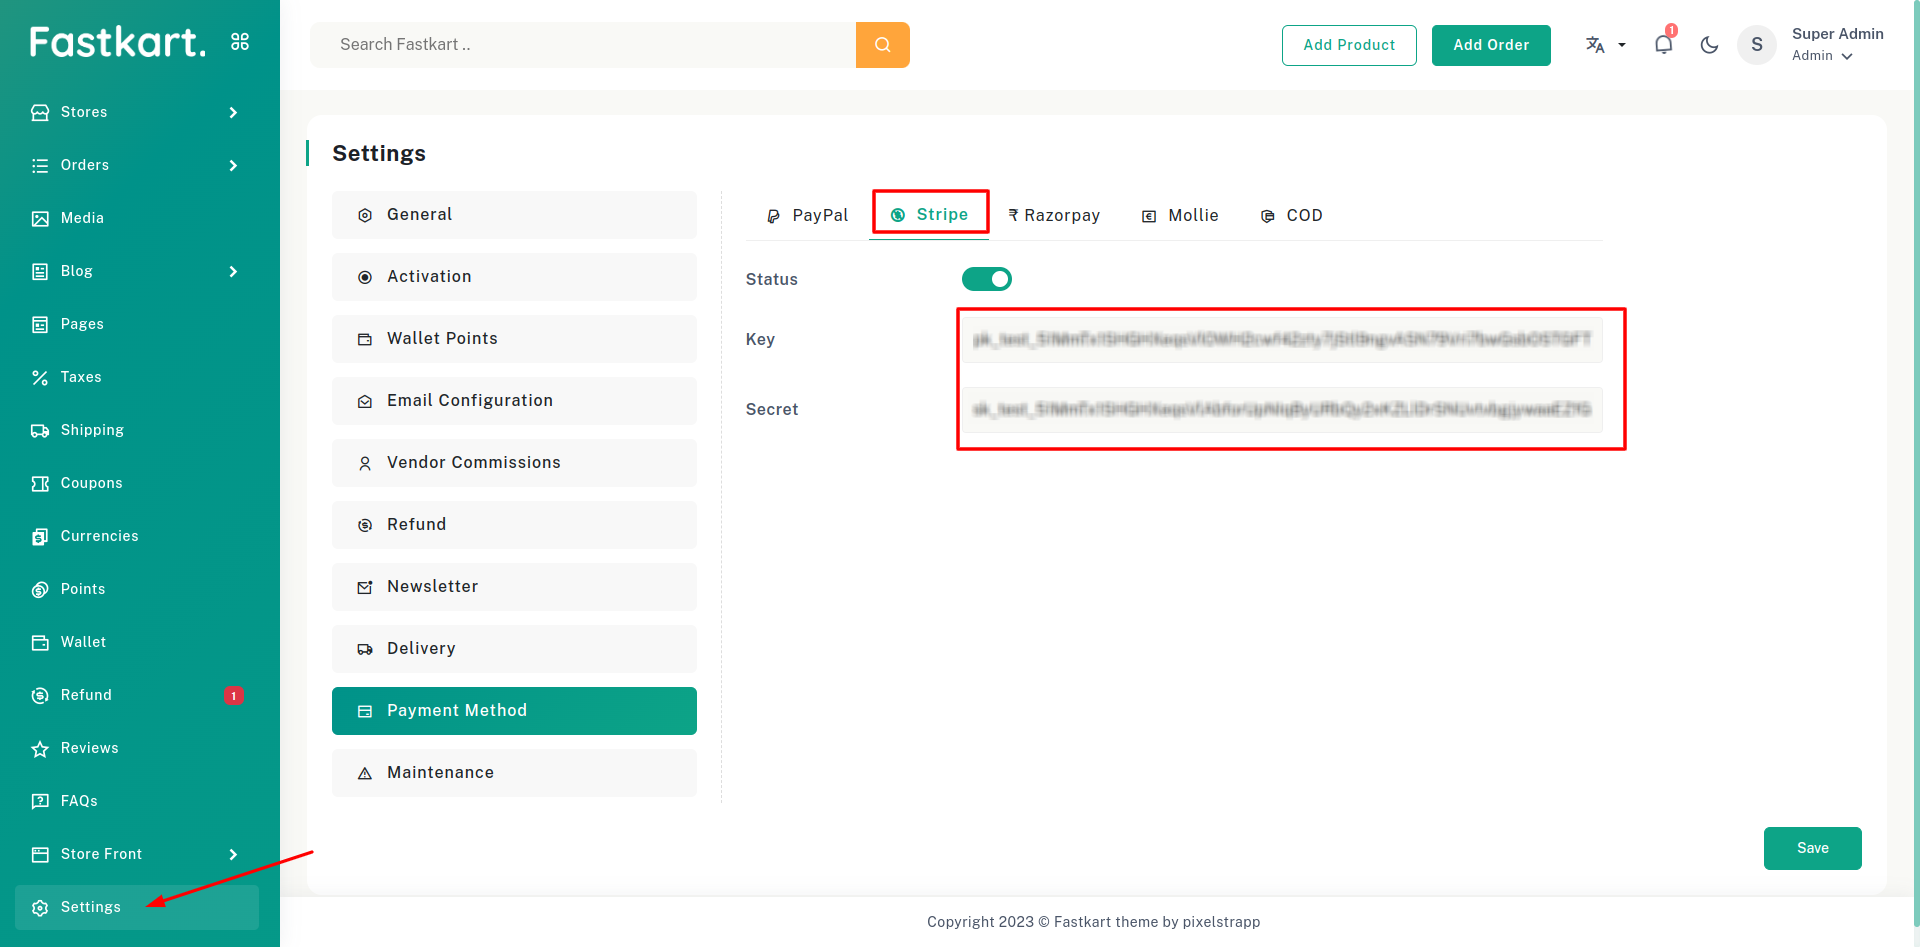 Fastkart.
Search Fastkart ..
Add Product
Add Order
1
S
Super Admin
Admin
Stores
Orders
Media
Blog
Pages
Taxes
Shipping
Coupons
Currencies
Points
Wallet
Refund
1
Reviews
FAQs
Store Front
Settings
Settings
General
Activation
Wallet Points
Email Configuration
Vendor Commissions
Refund
Newsletter
Delivery
Payment Method
Maintenance
PayPal
Stripe
₹ Razorpay
Mollie
COD
Status
Key
Secret
Save
Copyright 2023 © Fastkart theme by pixelstrapp